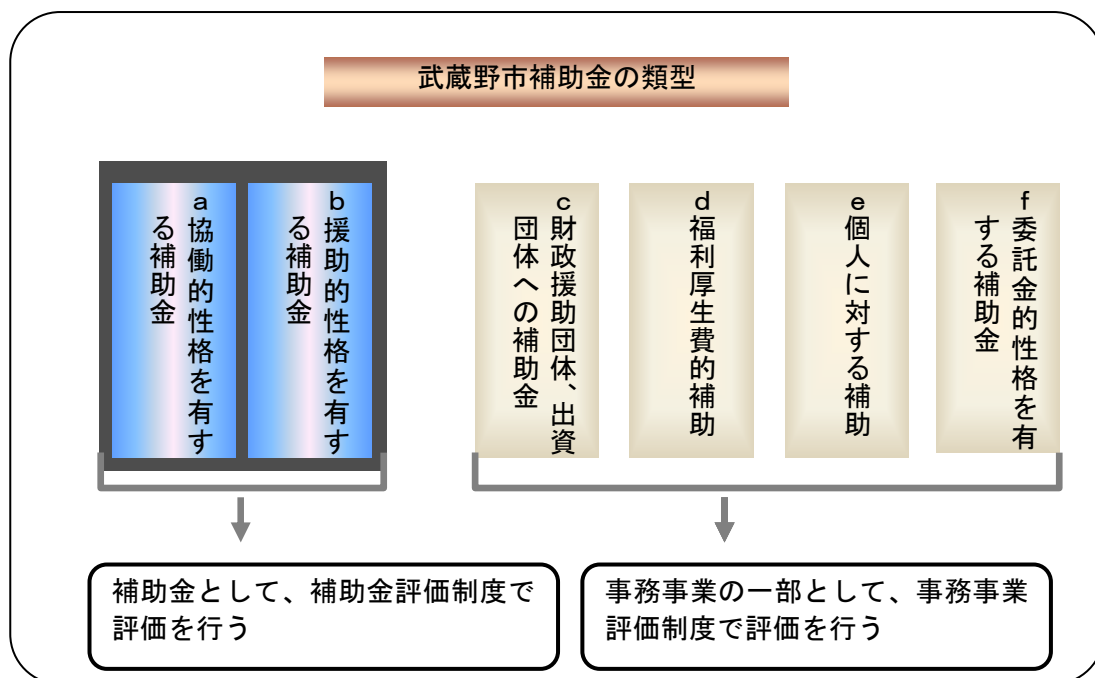 武蔵野市補助金の類型
a協働的性格を有す
る補助金
b援助的性格を有す
る補助金
c財政援助団体、出資
団体への補助金
d福利厚生費的補助
e個人に対する補助
f委託金的性格を有
する補助金
補助金として、補助金評価制度で
評価を行う
事務事業の一部として、事務事業
評価制度で評価を行う